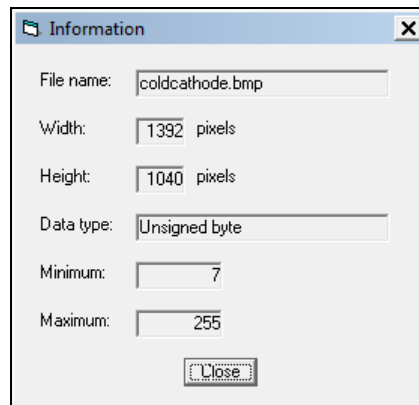 Information
File name: coldcathode.bmp
Width: 1392 pixels
Height: 1040 pixels
Data type: Unsigned byte
Minimum: 7
Maximum: 255
Close